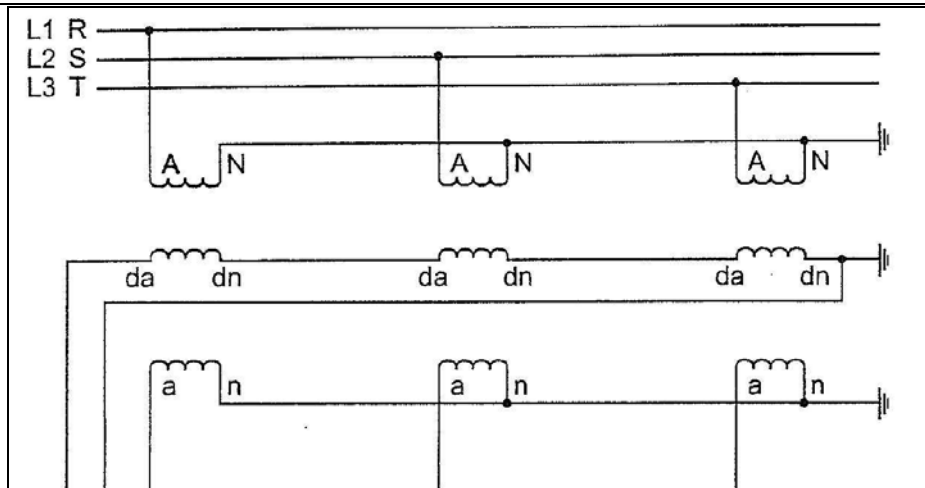 L1 R
L2 S
L3 T
A N A N A N
da dn da dn da dn
a n a n a n